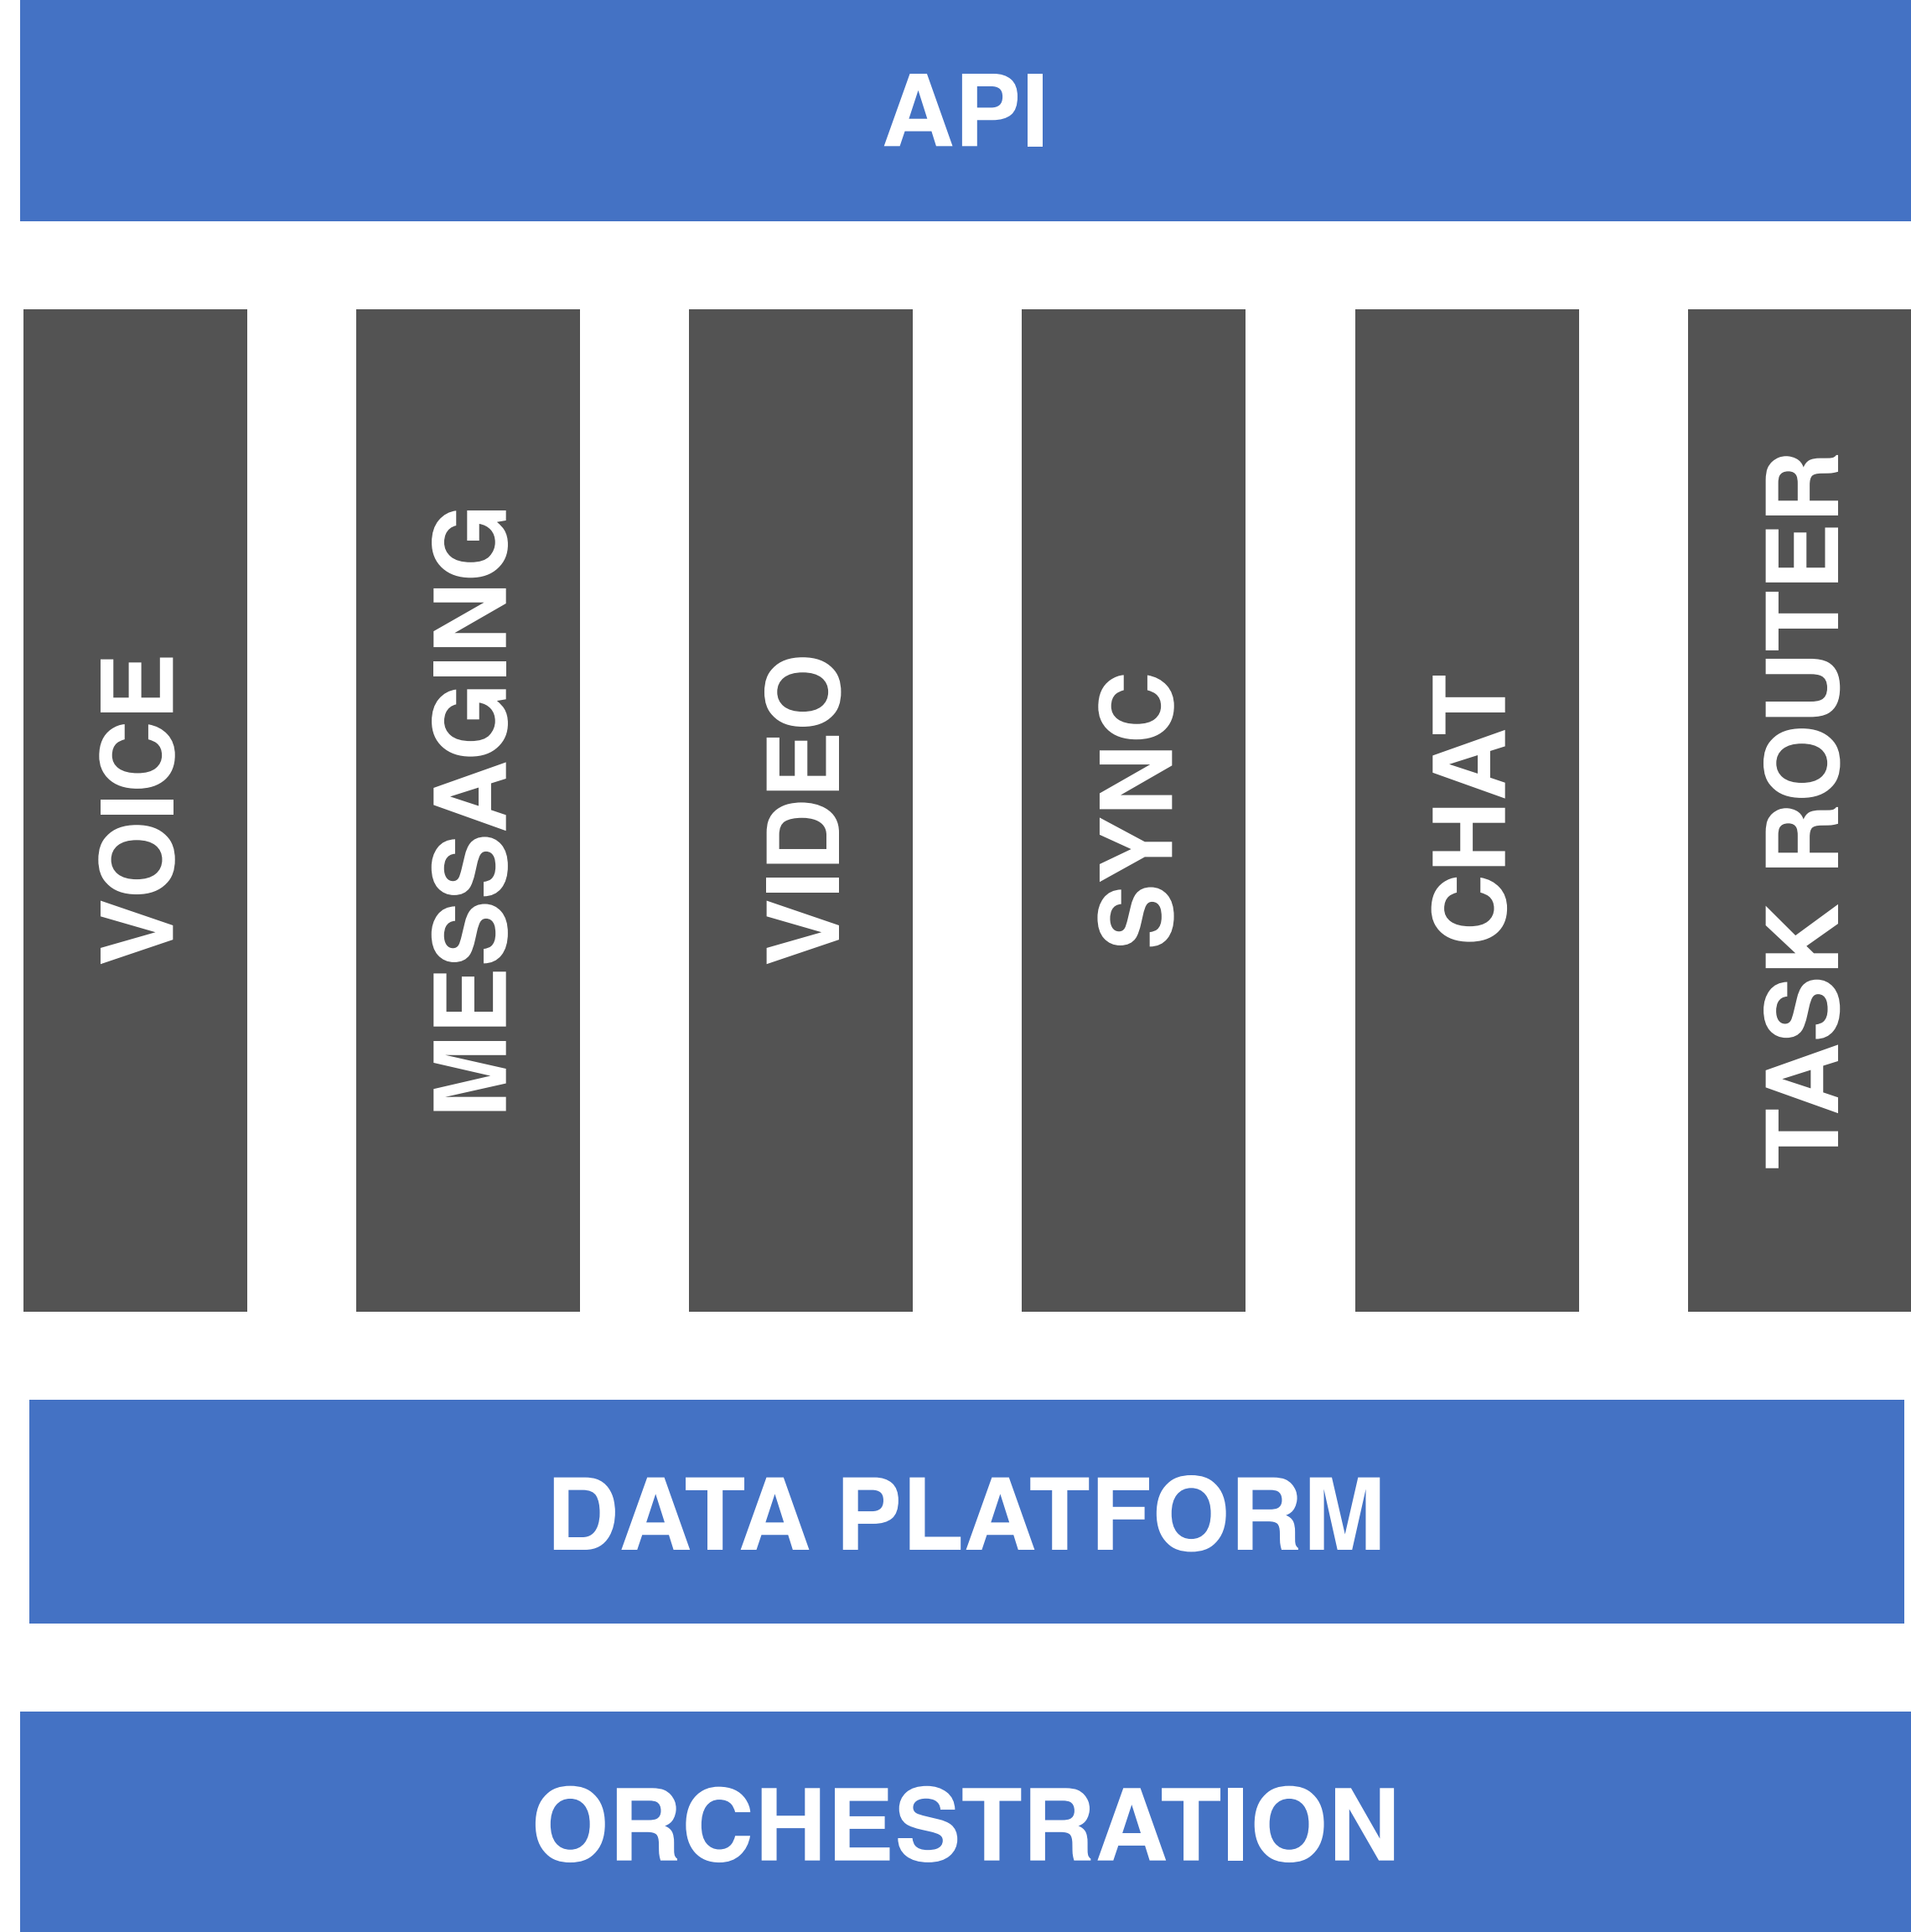 API
VOICE
MESSAGING
VIDEO
SYNC
CHAT
TASK ROUTER
DATA PLATFORM
ORCHESTRATION